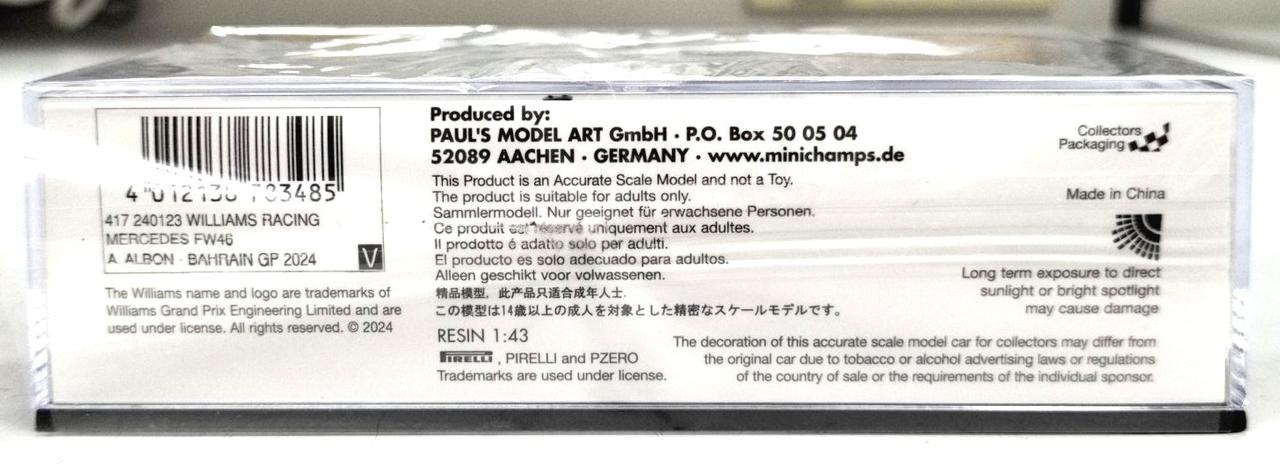 4 012138 783485
417 240123 WILLIAMS RACING
MERCEDES FW46
A. ALBON - BAHRAIN GP 2024
V
The Williams name and logo are trademarks of
Williams Grand Prix Engineering Limited and are
used under license. All rights reserved. © 2024
Produced by:
PAUL'S MODEL ART GmbH · P.O. Box 50 05 04
52089 AACHEN · GERMANY · www.minichamps.de
This Product is an Accurate Scale Model and not a Toy.
The product is suitable for adults only.
Sammlermodell. Nur geeignet für erwachsene Personen.
Ce produit est réservé uniquement aux adultes.
Il prodotto é adatto solo per adulti.
El producto es solo adecuado para adultos.
Alleen geschikt voor volwassenen.
精品模型，此产品只适合成年人士.
この模型は14歳以上の成人を対象とした精密なスケールモデルです。
RESIN 1:43
PIRELLI , PIRELLI and PZERO
Trademarks are used under license.
Collectors
Packaging
Made in China
Long term exposure to direct
sunlight or bright spotlight
may cause damage
The decoration of this accurate scale model car for collectors may differ from
the original car due to tobacco or alcohol advertising laws or regulations
of the country of sale or the requirements of the individual sponsor.